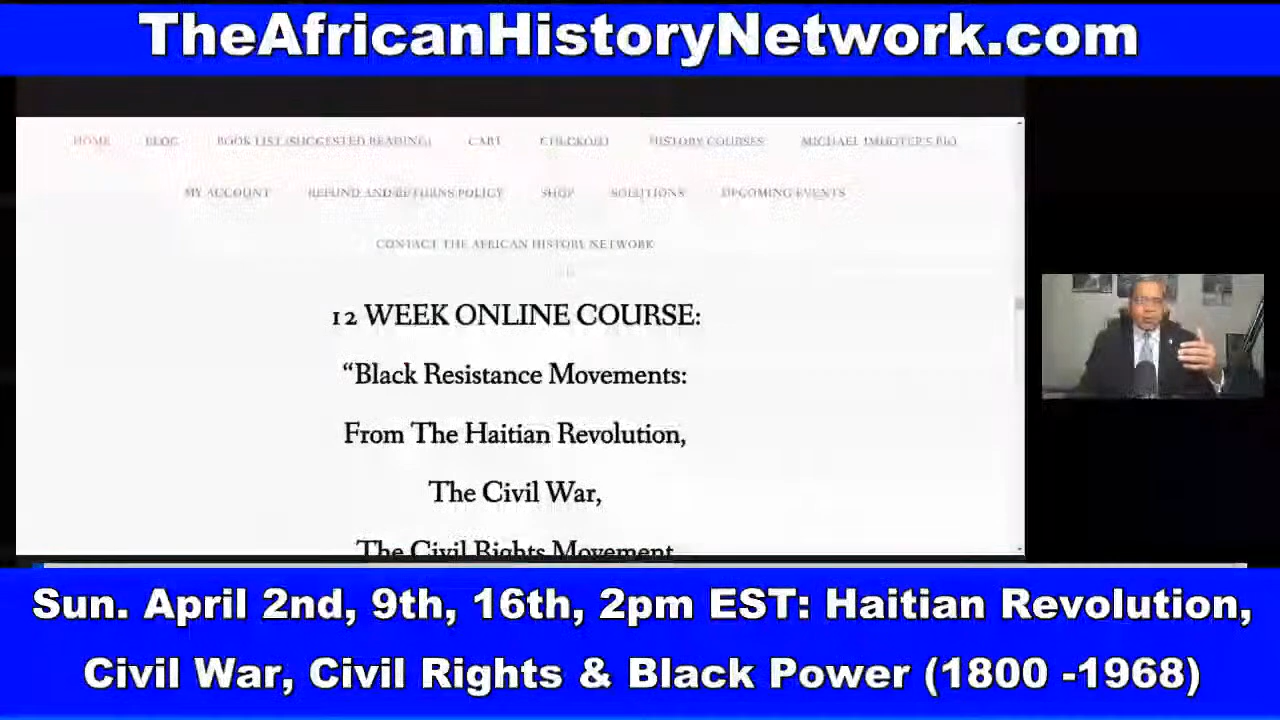 TheAfricanHistoryNetwork.com
HOME BLOG BOOK LIST (SUGGESTED READING) CART CHECKOUT HISTORY COURSES MICHAEL IMHOTEP'S BIO
MY ACCOUNT REFUND AND RETURNS POLICY SHOP SOLUTIONS UPCOMING EVENTS
CONTACT THE AFRICAN HISTORY NETWORK
12 WEEK ONLINE COURSE:
“Black Resistance Movements:
From The Haitian Revolution,
The Civil War,
The Civil Rights Movement
Sun. April 2nd, 9th, 16th, 2pm EST: Haitian Revolution,
Civil War, Civil Rights & Black Power (1800 -1968)